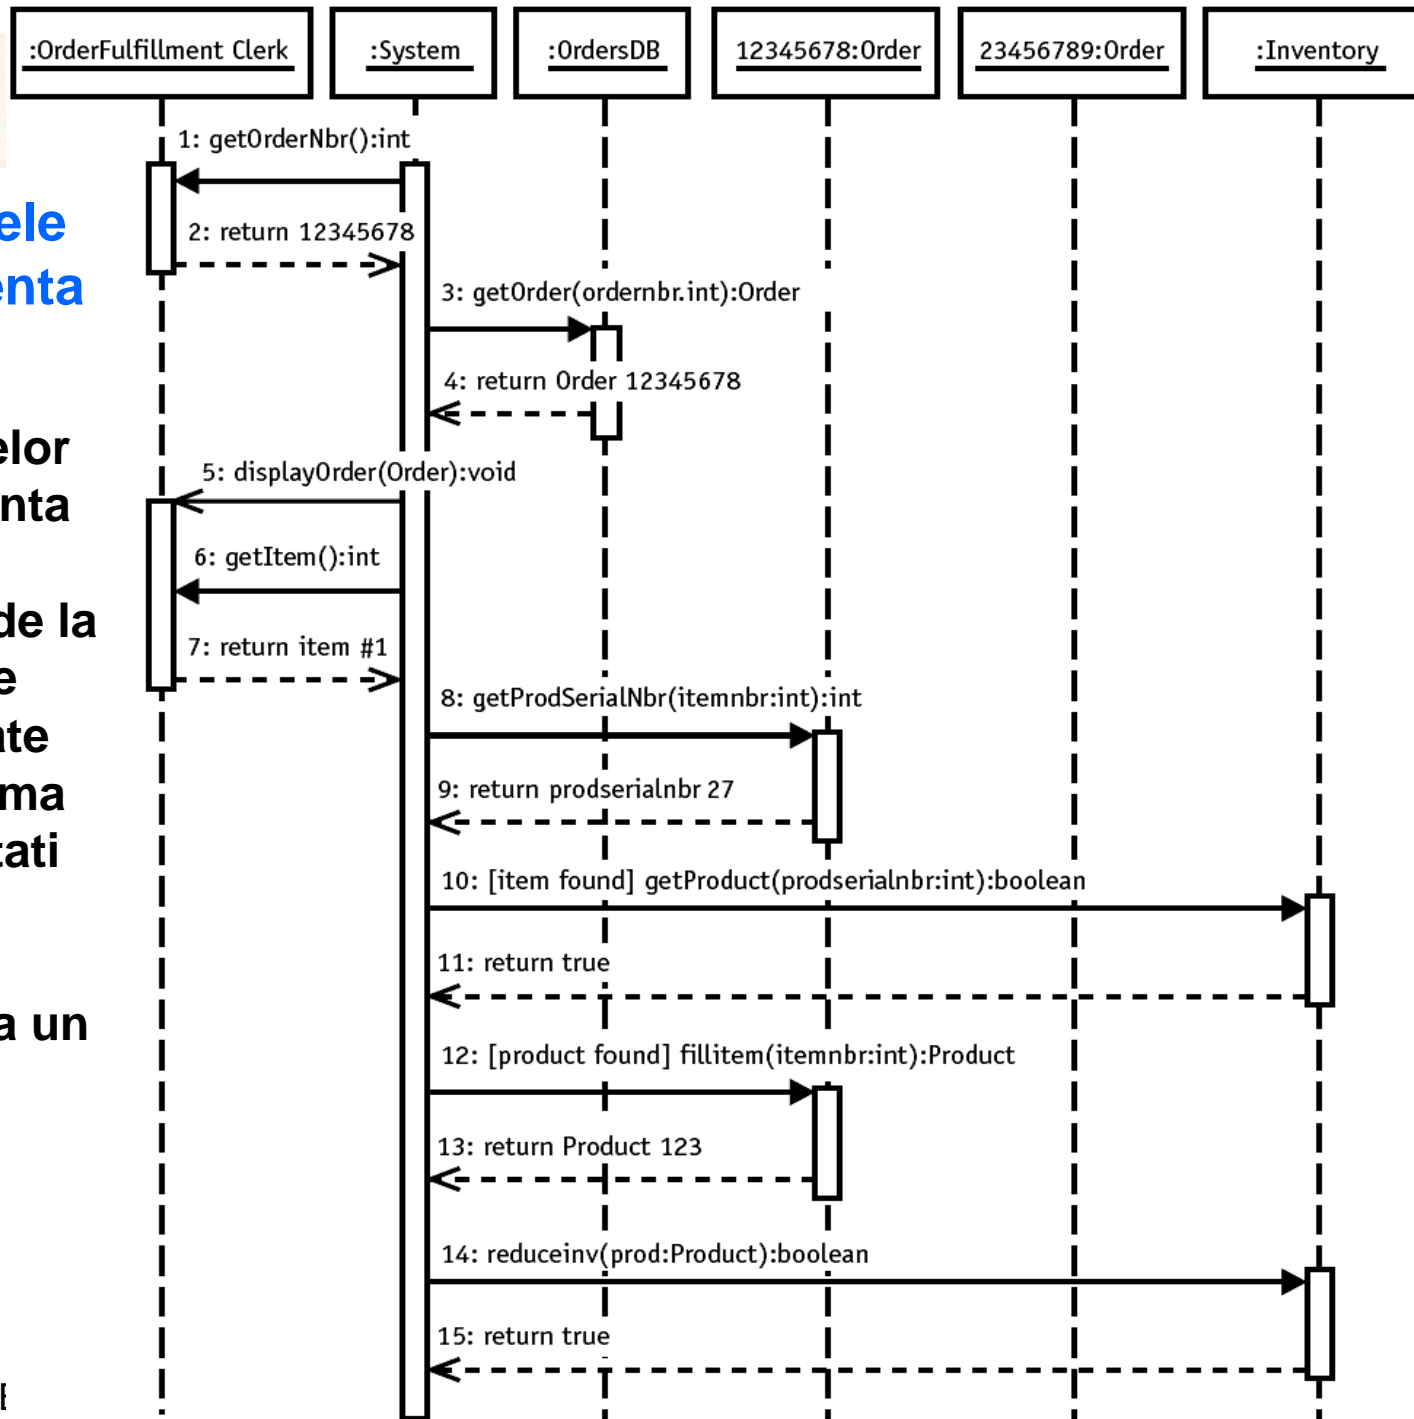 :OrderFulfillment Clerk
:System
:OrdersDB
12345678:Order
23456789:Order
:Inventory
1: getOrderNbr():int
ele
2: return 12345678
enta
3: getOrder(ordernbr.int):Order
4: return Order 12345678
elor
5: displayOrder(Order):void
nta
6: getItem():int
de la
7: return item #1
e
8: getProdSerialNbr(itemnbr:int):int
ate
9: return prodserialnbr 27
ma
tati
10: [item found] getProduct(prodserialnbr:int):boolean
11: return true
a un
12: [product found] fillitem(itemnbr:int):Product
13: return Product 123
14: reduceinv(prod:Product):boolean
15: return true